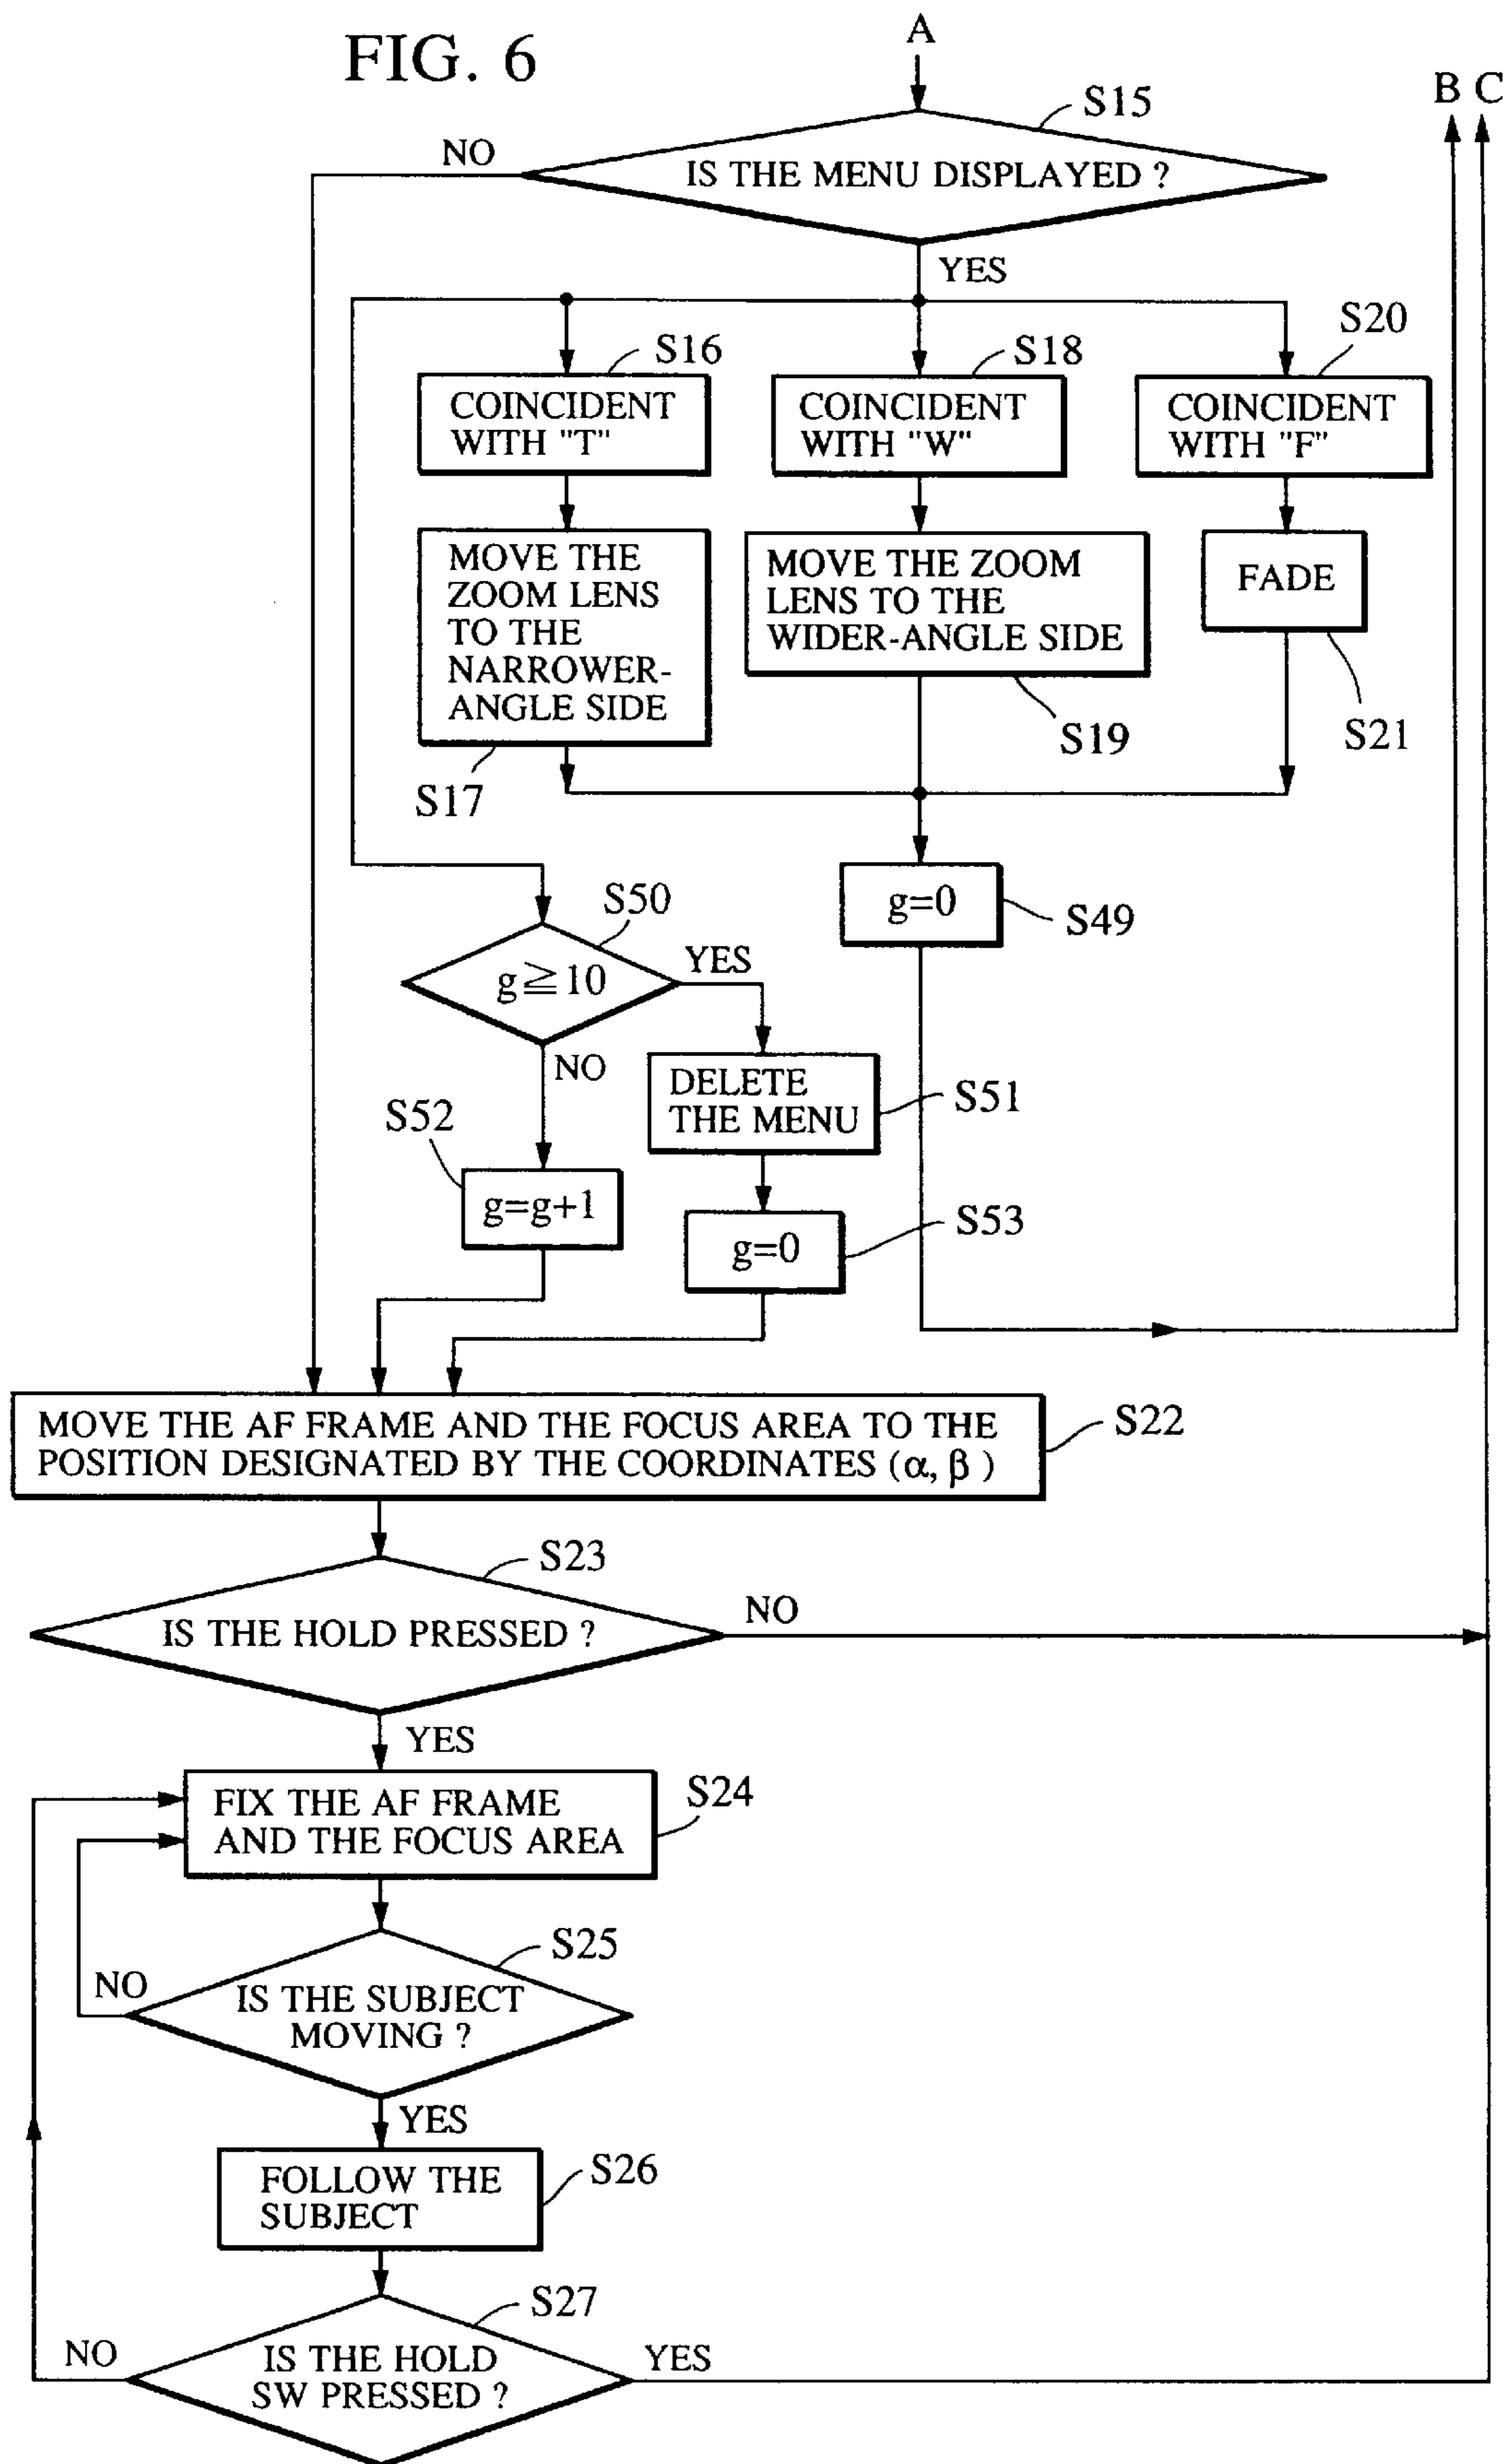 FIG. 6
A
B C
S15
NO
IS THE MENU DISPLAYED ?
YES
S16
S18
S20
COINCIDENT
WITH "T"
COINCIDENT
WITH "W"
COINCIDENT
WITH "F"
MOVE THE
ZOOM LENS
TO THE
NARROWER-
ANGLE SIDE
MOVE THE ZOOM
LENS TO THE
WIDER-ANGLE SIDE
FADE
S17
S19
S21
g=0
S49
S50
g≧10
YES
NO
DELETE
THE MENU
S51
S52
g=g+1
g=0
S53
MOVE THE AF FRAME AND THE FOCUS AREA TO THE
POSITION DESIGNATED BY THE COORDINATES (α, β )
S22
S23
IS THE HOLD PRESSED ?
NO
YES
FIX THE AF FRAME
AND THE FOCUS AREA
S24
S25
NO
IS THE SUBJECT
MOVING ?
YES
FOLLOW THE
SUBJECT
S26
S27
NO
IS THE HOLD
SW PRESSED ?
YES